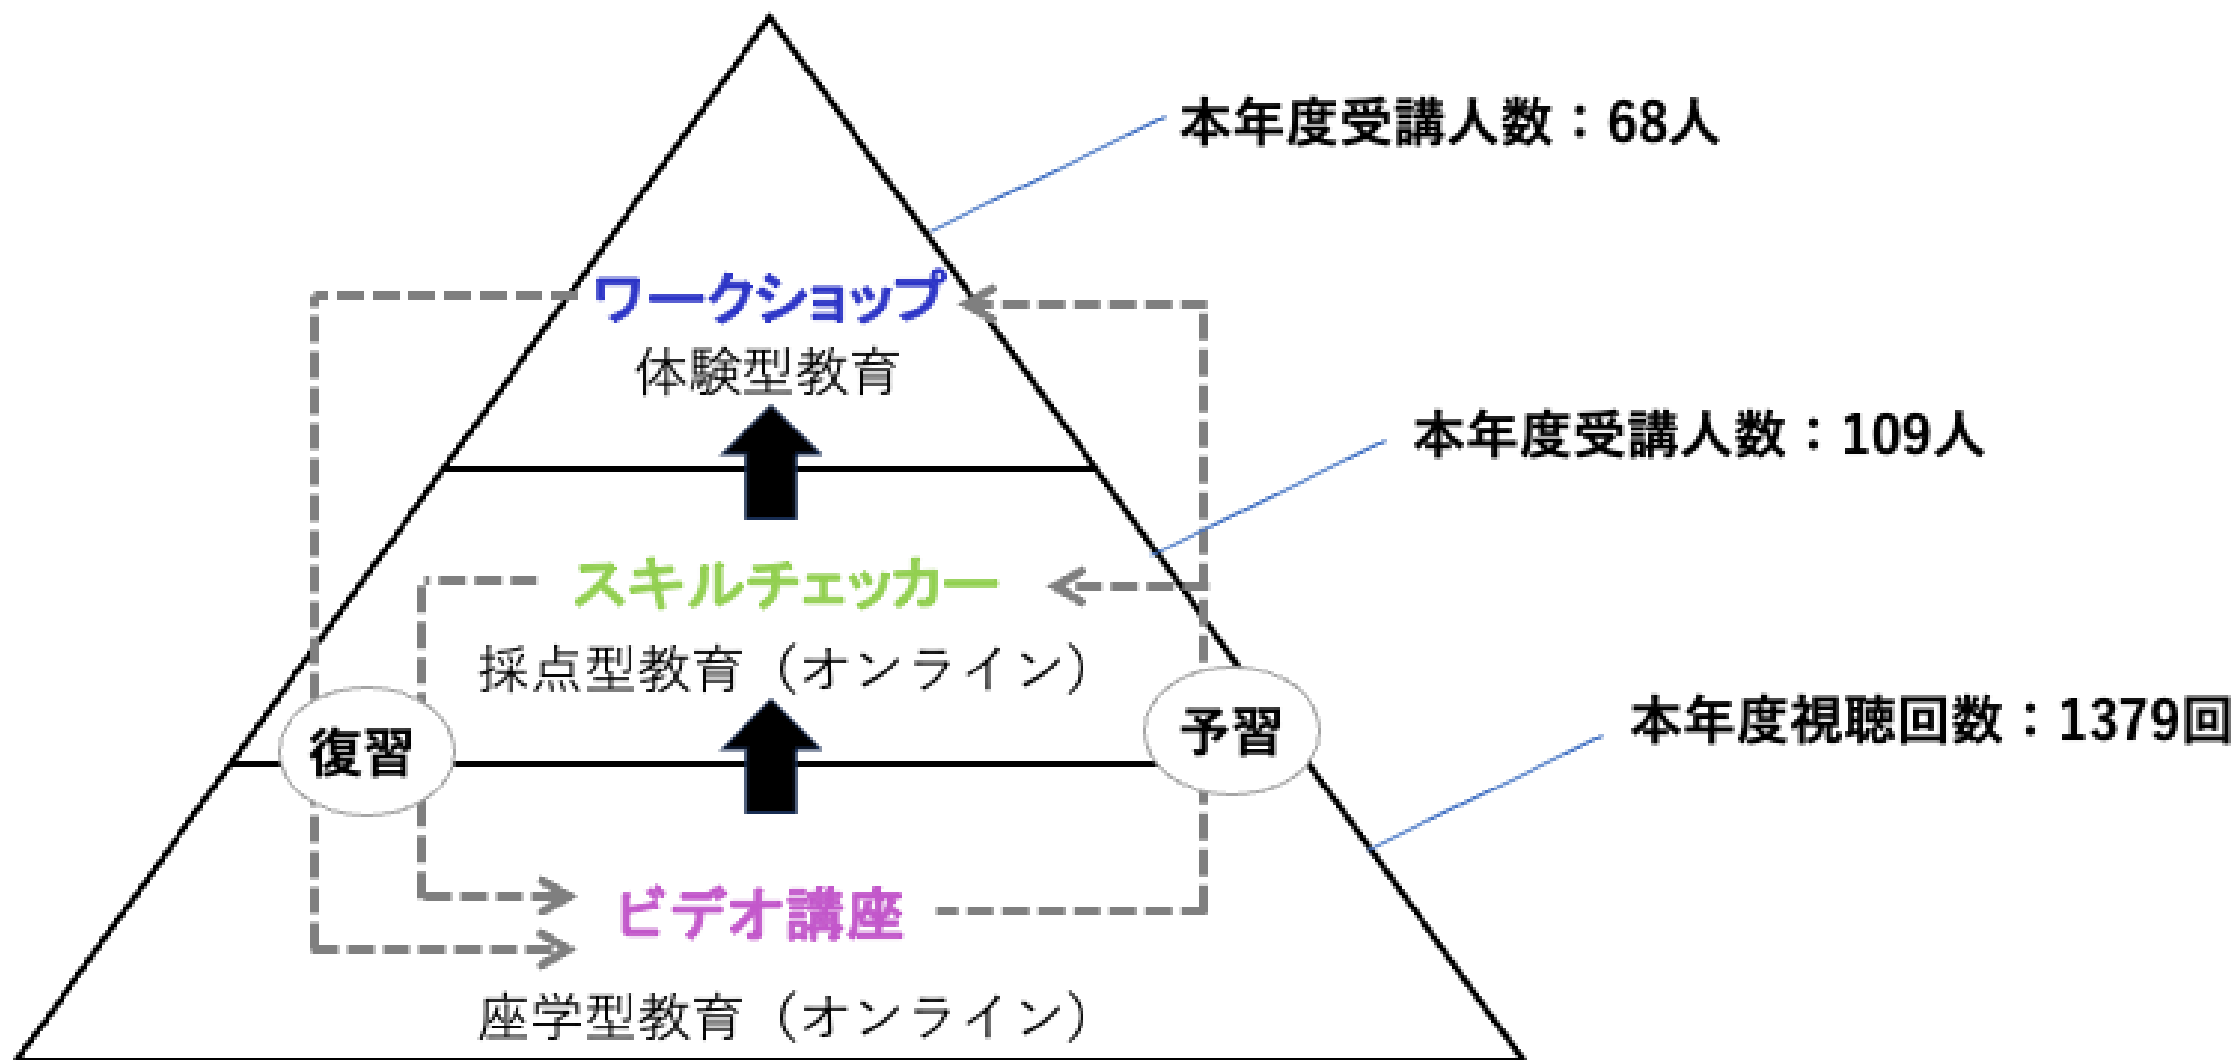 本年度受講人数：68人
ワークショップ
体験型教育
本年度受講人数：109人
スキルチェッカー
採点型教育（オンライン）
復習
予習
本年度視聴回数：1379回
ビデオ講座
座学型教育（オンライン）